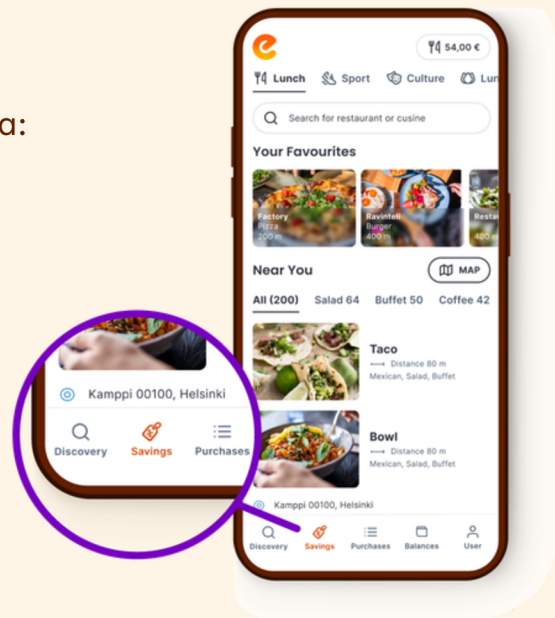 a:
54,00 €
Lunch Sport Culture Lun
Search for restaurant or cusine
Your Favourites
Factory
Pizza
200 m
Ravinteli
Burger
400 m
Restau
400 m
Near You
MAP
All (200) Salad 64 Buffet 50 Coffee 42
Taco
Distance 80 m
Mexican, Salad, Buffet
Bowl
Distance 80 m
Mexican, Salad, Buffet
Kamppi 00100, Helsinki
Discovery Savings Purchases Balances User
Kamppi 00100, Helsinki
Discovery Savings Purchases